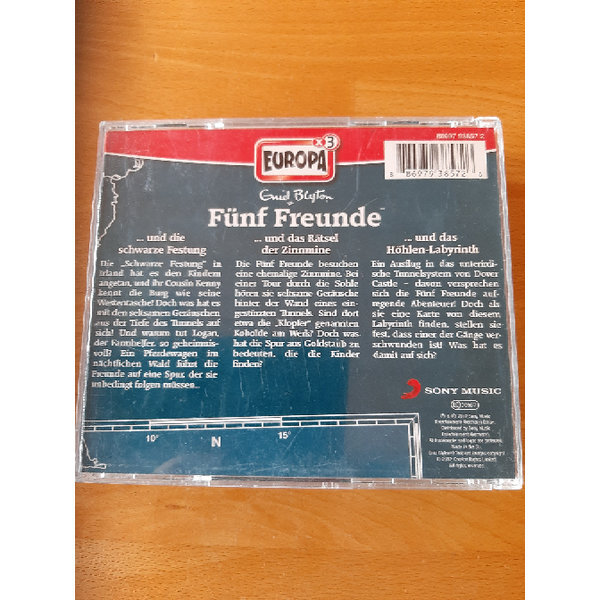 x3
EUROPA
88697 93657 2
8 86979 36572
Enid Blyton
Fünf Freunde
... und die
schwarze Festung
Die „Schwarze Festung" in
Irland hat es den Kindern
angetan, und ihr Cousin Kenny
kennt die Burg wie seine
Westentasche! Doch was hat es
mit den seltsamen Geräuschen
aus der Tiefe des Tunnels auf
sich? Und warum tut Logan,
der Farmhelfer, so geheimnis-
voll? Ein Pferdewagen im
nächtlichen Wald führt die
Freunde auf eine Spur, der sie
unbedingt folgen müssen...
... und das Rätsel
der Zinnmine
Die Fünf Freunde besuchen
eine ehemalige Zinnmine. Bei
einer Tour durch die Sohle
hören sie seltsame Geräusche
hinter der Wand eines ein-
gestürzten Tunnels. Sind dort
etwa die „Klopfer" genannten
Kobolde am Werk? Doch was
hat die Spur aus Goldstaub zu
bedeuten, die die Kinder
finden?
... und das
Höhlen-Labyrinth
Ein Ausflug in das unterirdi-
sche Tunnelsystem von Dover
Castle - davon versprechen
sich die Fünf Freunde auf-
regende Abenteuer! Doch als
sie eine Karte von diesem
Labyrinth finden, stellen sie
fest, dass einer der Gänge ver-
schwunden ist! Was hat es
damit auf sich?
SONY MUSIC
10°
N
15°